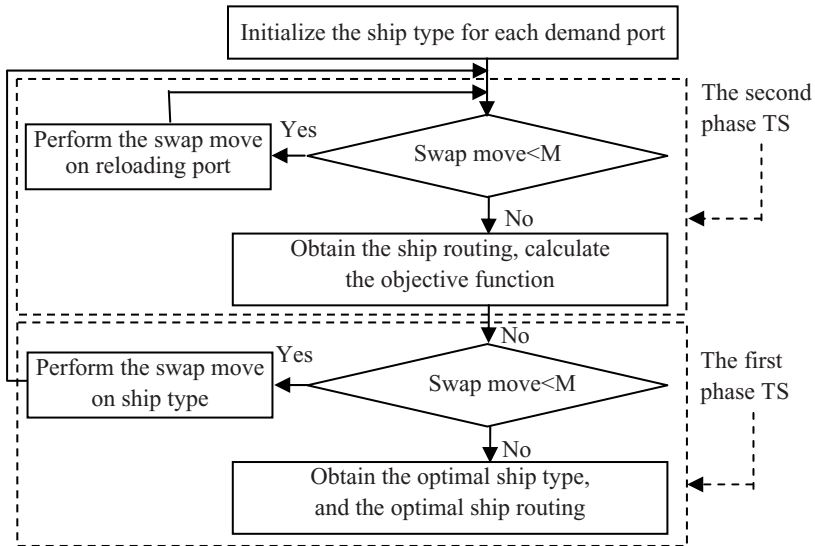 Initialize the ship type for each demand port
The second
phase TS
Yes
Perform the swap move
on reloading port
Swap move<M
No
Obtain the ship routing, calculate
the objective function
No
Yes
Perform the swap move
on ship type
Swap move<M
The first
phase TS
No
Obtain the optimal ship type,
and the optimal ship routing